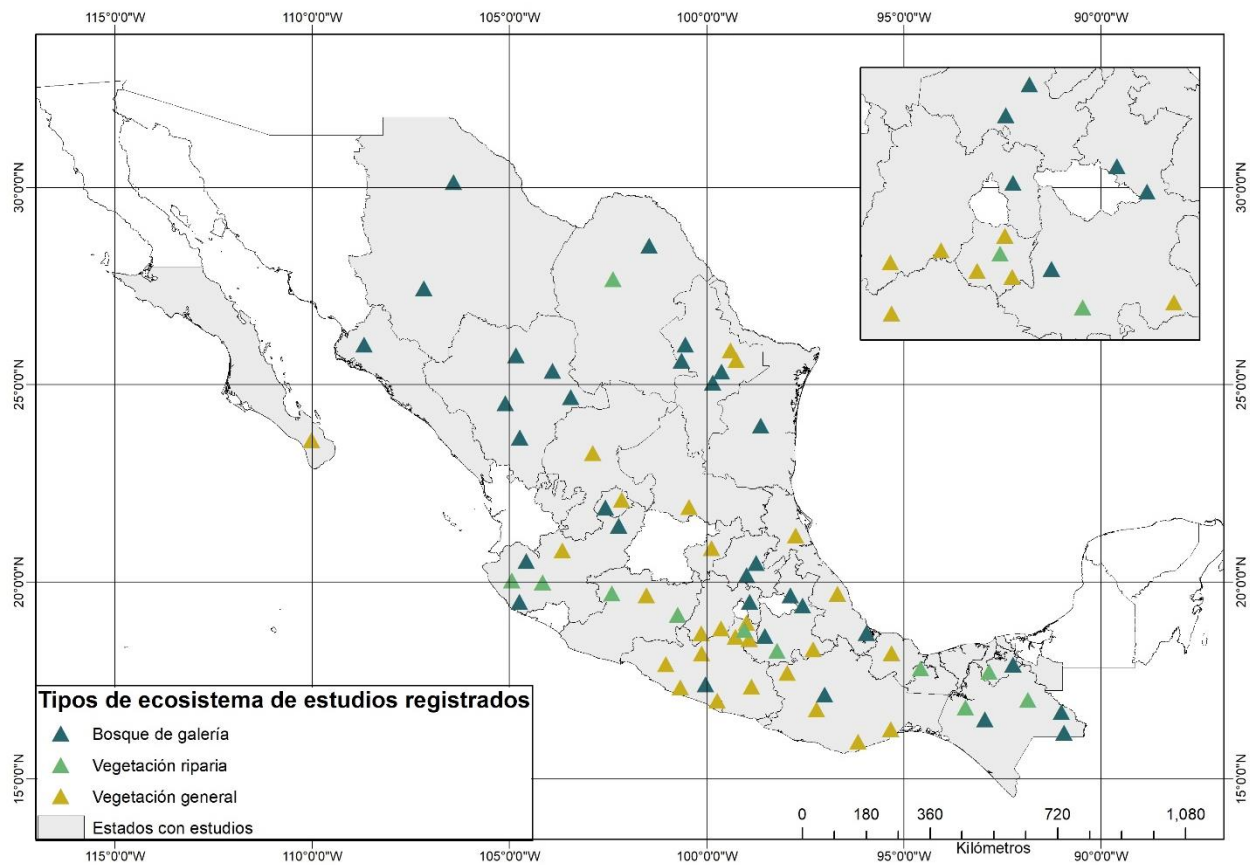 115°0'0"W 110°0'0"W 105°0'0"W 100°0'0"W 95°0'0"W 90°0'0"W
30°0'0"N 30°0'0"N
25°0'0"N 25°0'0"N
20°0'0"N 20°0'0"N
15°0'0"N 15°0'0"N
Tipos de ecosistema de estudios registrados
Bosque de galería
Vegetación riparia
Vegetación general
Estados con estudios
0 180 360 720 1,080
Kilómetros
115°0'0"W 110°0'0"W 105°0'0"W 100°0'0"W 95°0'0"W 90°0'0"W